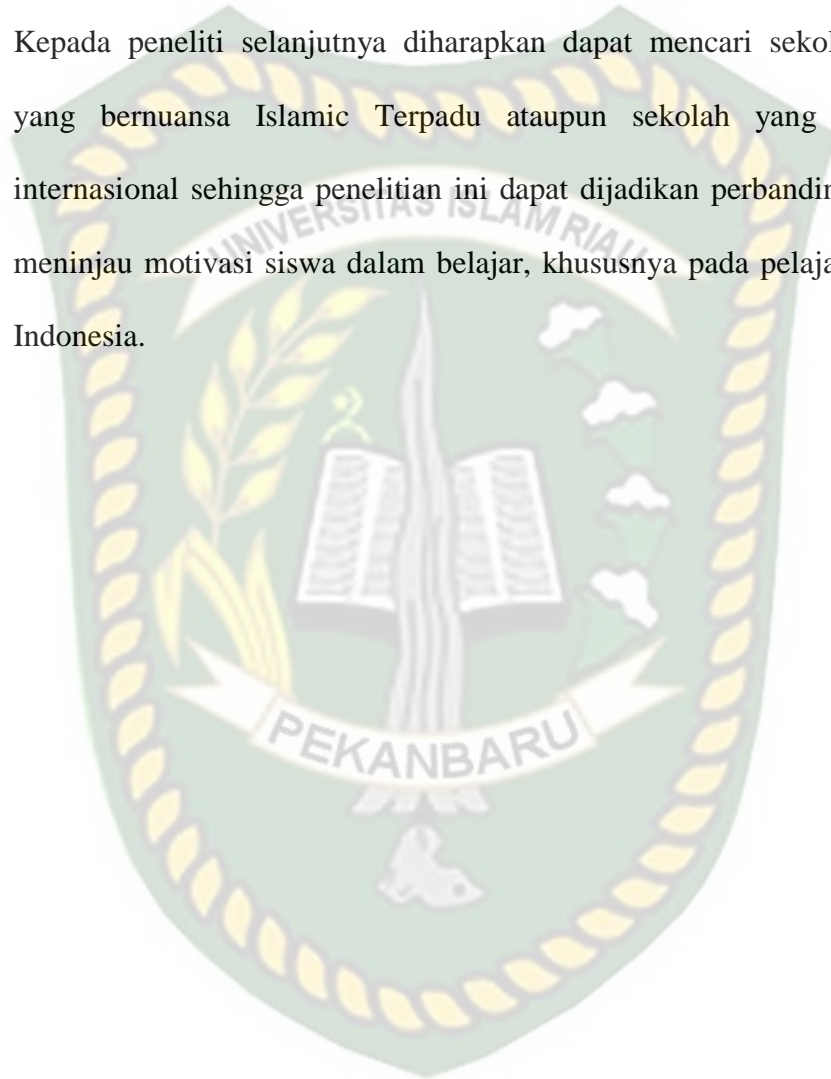 Kepada peneliti selanjutnya diharapkan dapat mencari sekol
yang bernuansa Islamic Terpadu ataupun sekolah yang
internasional sehingga penelitian ini dapat dijadikan perbandin
meninjau motivasi siswa dalam belajar, khususnya pada pelaja
Indonesia.
UNIVERSITAS ISLAM RIAU
PEKANBARU